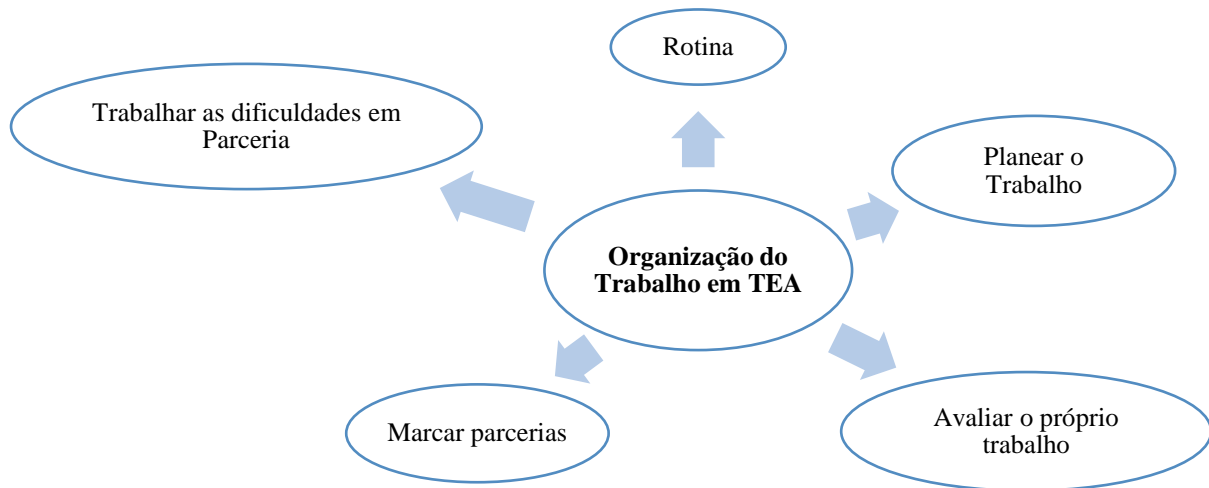 Rotina
Trabalhar as dificuldades em
Parceria
Planear o
Trabalho
Organização do
Trabalho em TEA
Marcar parcerias
Avaliar o próprio
trabalho